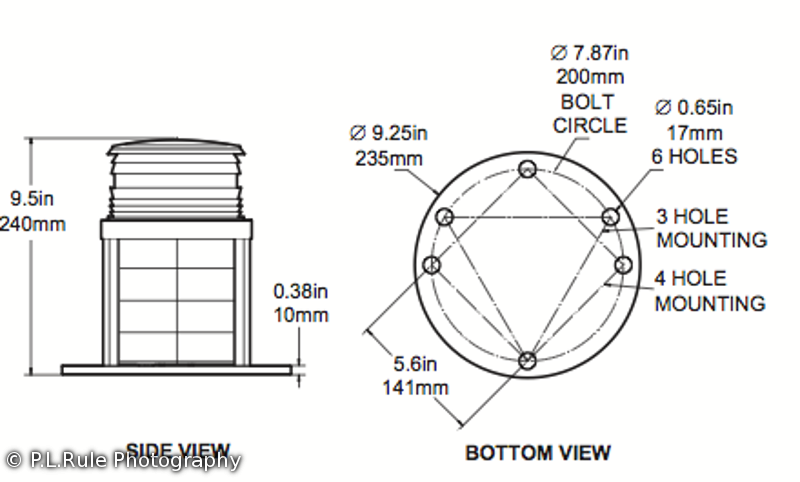 Ø 7.87in
200mm
BOLT
CIRCLE
Ø 0.65in
17mm
6 HOLES
Ø 9.25in
235mm
9.5in
240mm
3 HOLE
MOUNTING
4 HOLE
MOUNTING
0.38in
10mm
5.6in
141mm
SIDE VIEW
BOTTOM VIEW
© P.L.Rule Photography